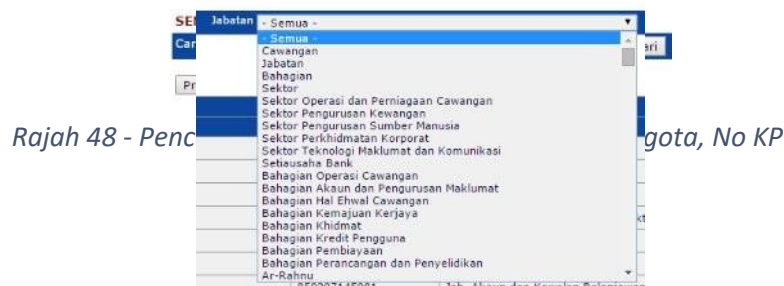 SE Jabatan - Semua -
Car - Semua - ari
Cawangan
Jabatan
Pr Bahagian
Sektor
Sektor Operasi dan Perniagaan Cawangan
Sektor Pengurusan Kewangan
Sektor Pengurusan Sumber Manusia
Rajah 48 - Penc Sektor Perkhidmatan Korporat gota, No KP
Sektor Teknologi Maklumat dan Komunikasi
Setiausaha Bank
Bahagian Operasi Cawangan
Bahagian Akaun dan Pengurusan Maklumat
Bahagian Hal Ehwal Cawangan
Bahagian Kemajuan Kerjaya
Bahagian Khidmat
Bahagian Kredit Pengguna
Bahagian Pembiayaan
Bahagian Perancangan dan Penyelidikan
Ar-Rahnu